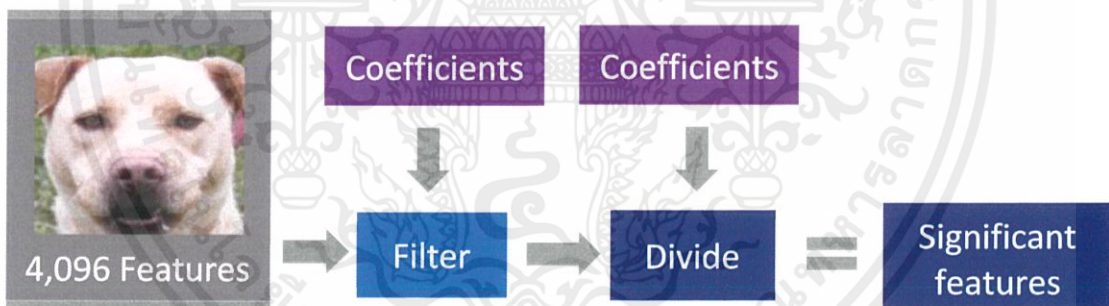 Coefficients
Coefficients
4,096 Features
Filter
Divide
Significant
features